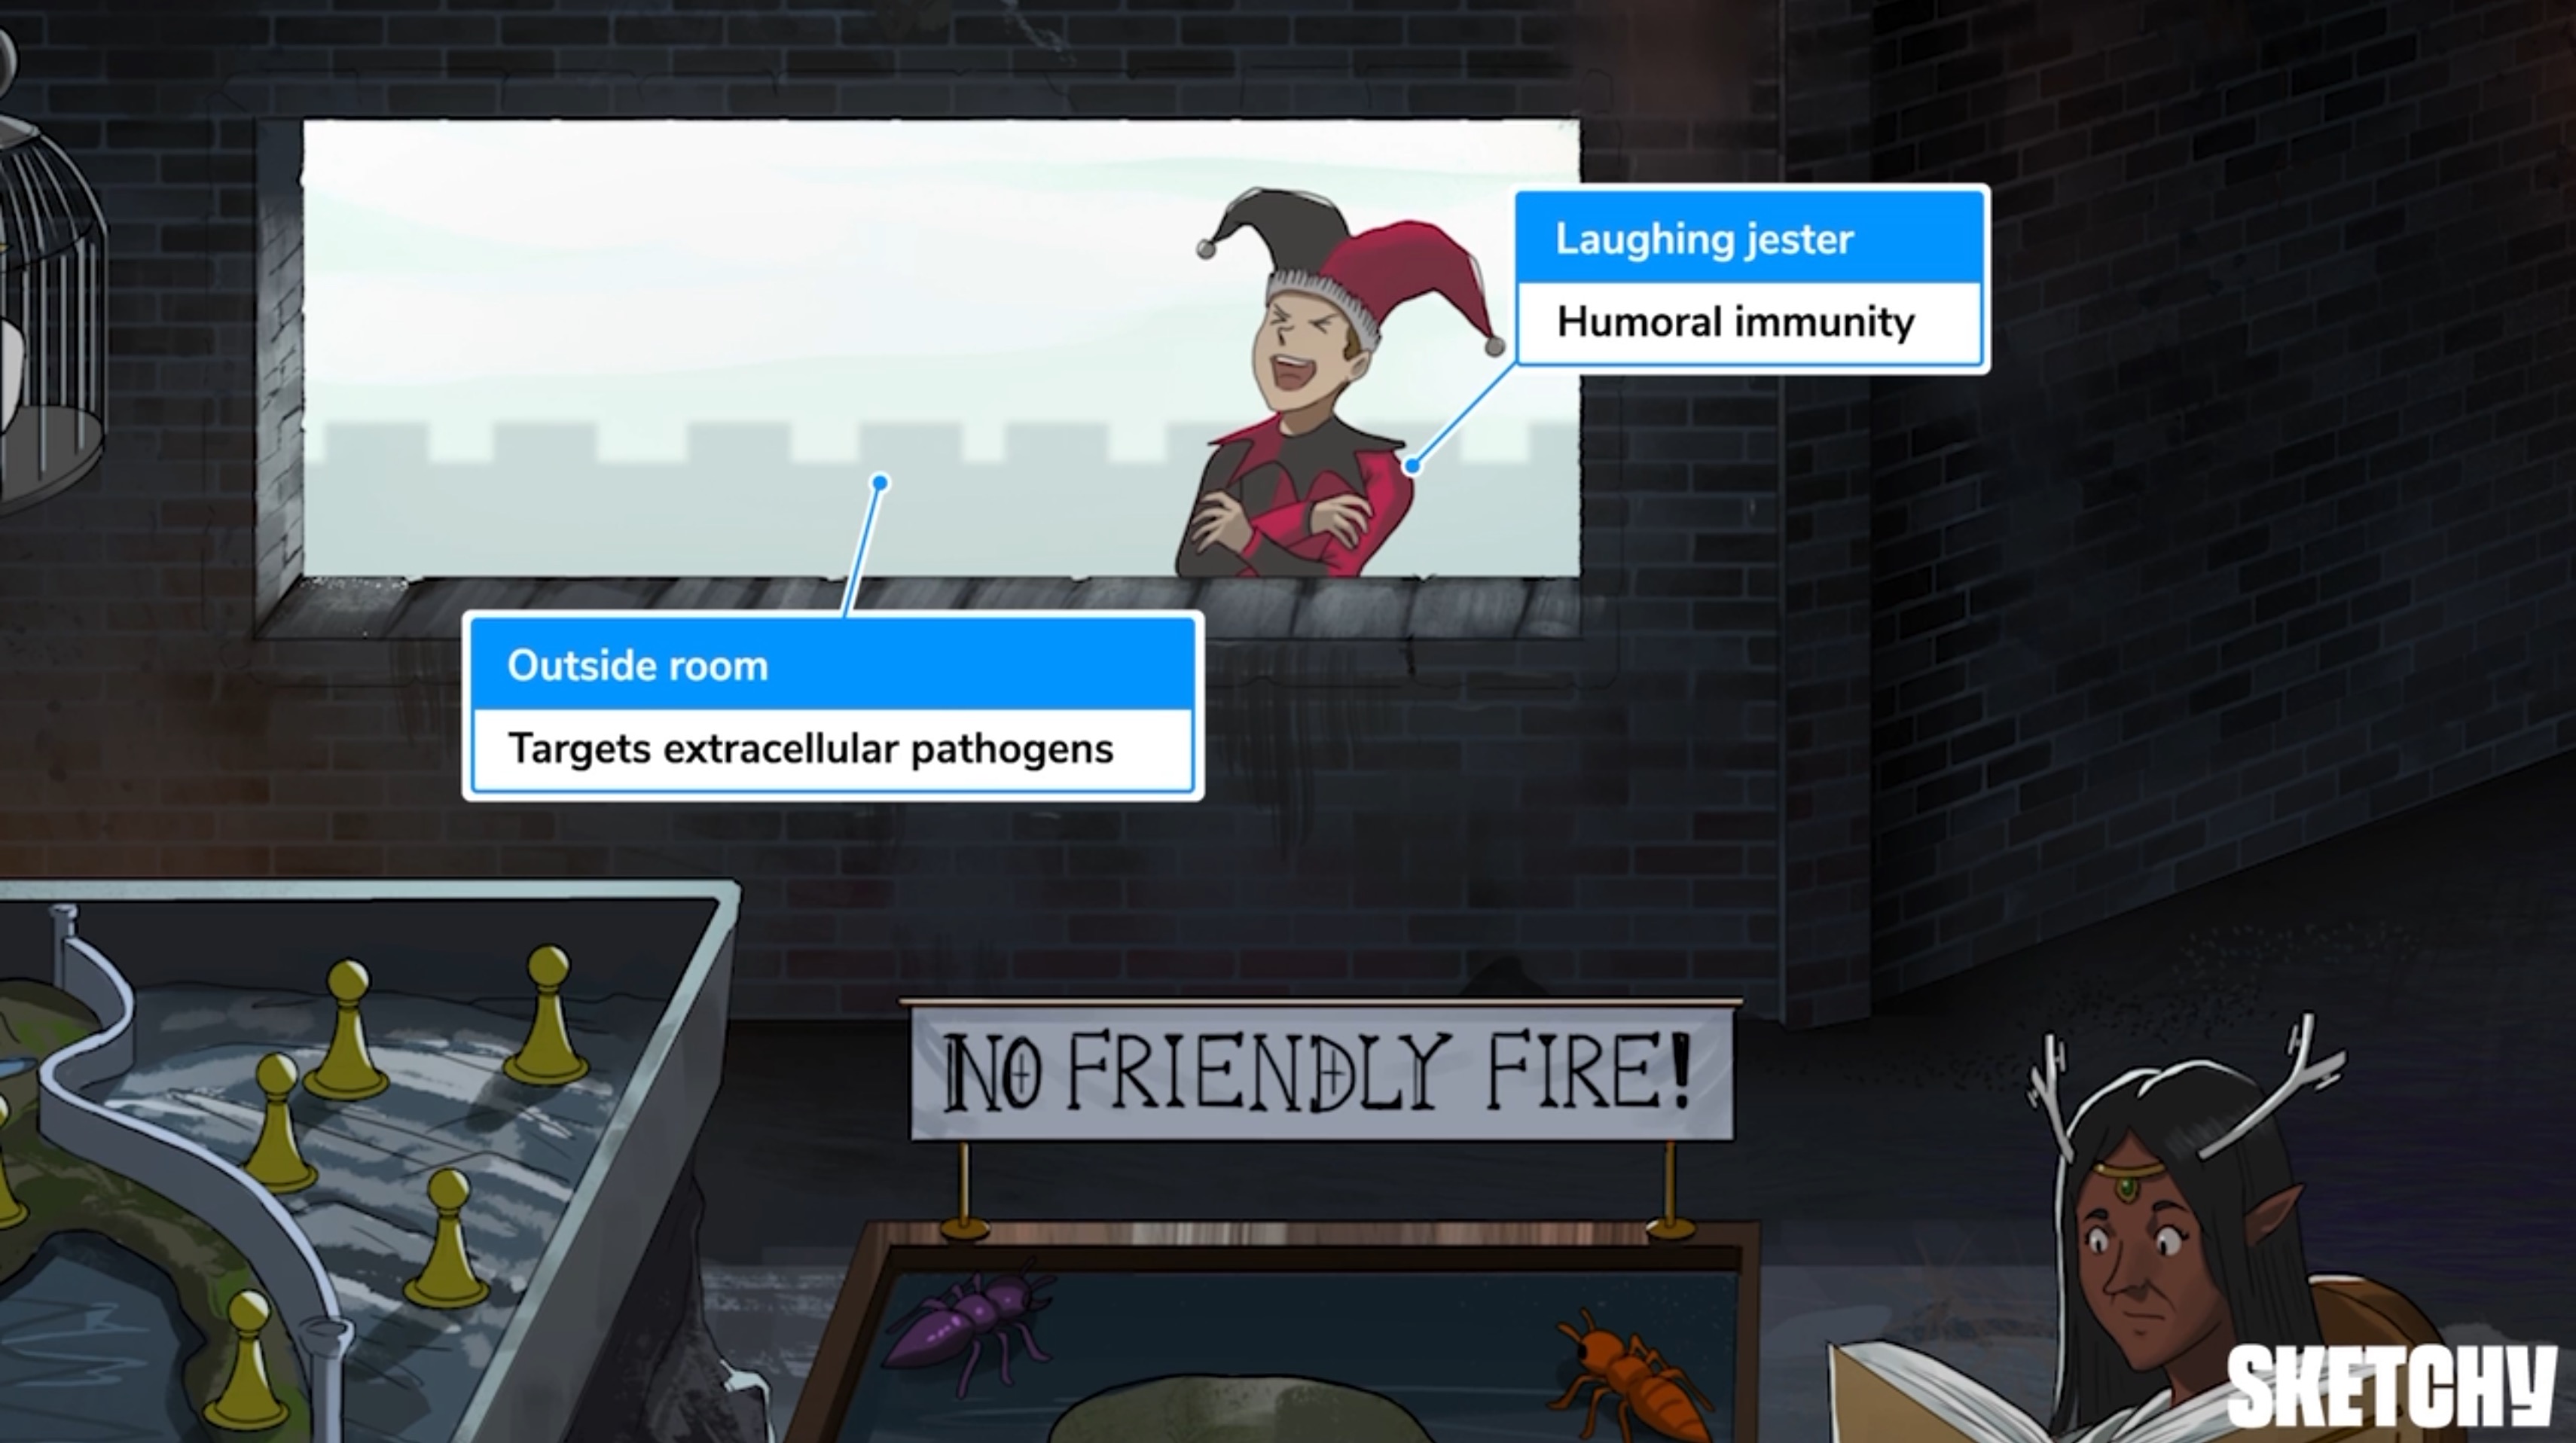 Laughing jester
Humoral immunity
Outside room
Targets extracellular pathogens
NO FRIENDLY FIRE!
SKETCHY